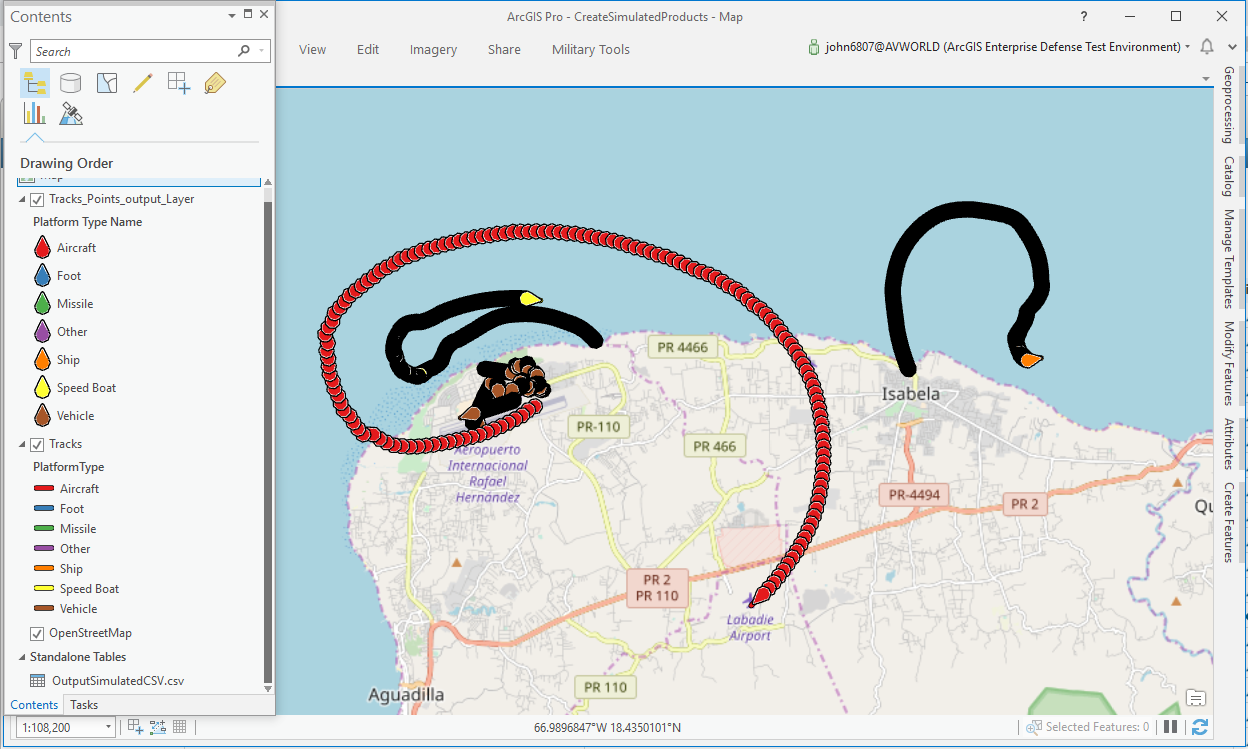 Contents
ArcGIS Pro - CreateSimulatedProducts - Map
?
Search
View
Edit
Imagery
Share
Military Tools
john6807@AVWORLD (ArcGIS Enterprise Defense Test Environment)
Drawing Order
Tracks_Points_output_Layer
Platform Type Name
Aircraft
Foot
Missile
Other
Ship
Speed Boat
Vehicle
Tracks
PlatformType
Aircraft
Foot
Missile
Other
Ship
Speed Boat
Vehicle
OpenStreetMap
Standalone Tables
OutputSimulatedCSV.csv
Contents
Tasks
PR 4466
Isabela
PR-110
PR 466
Aeropuerto
Internacional
Rafael
Hernández
PR-4494
PR 2
Qu
PR 2
PR 110
Labadie
Airport
PR 110
Aguadilla
Geoprocessing
Catalog
Manage Templates
Modify Features
Attributes
Create Features
1:108,200
66.9896847°W 18.4350101°N
Selected Features: 0